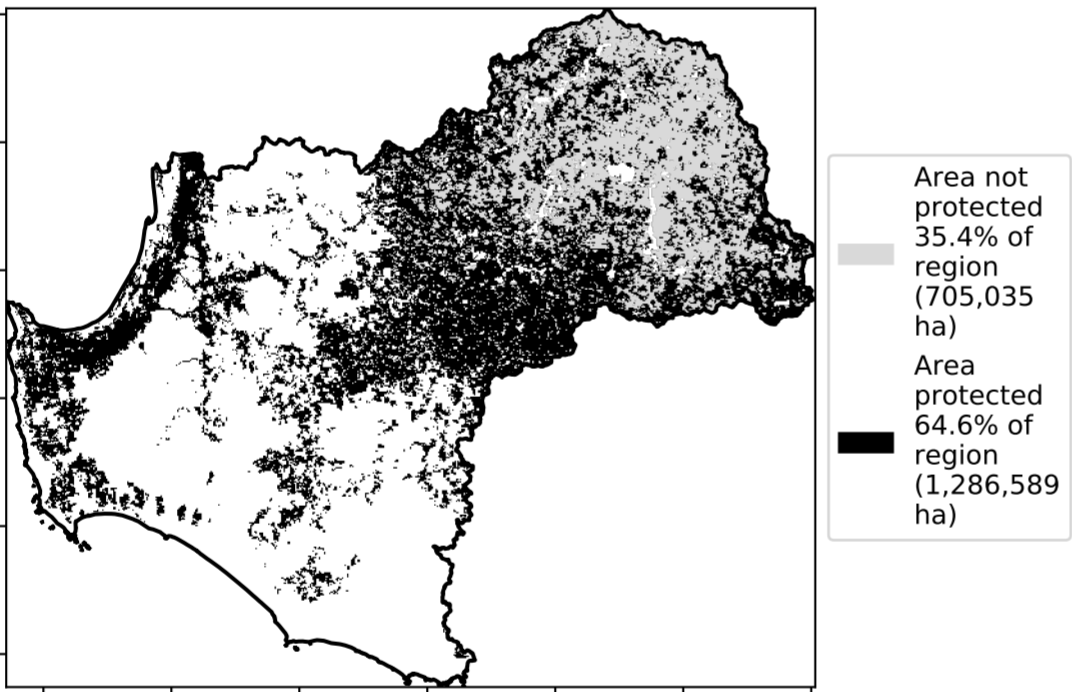 Area not
protected
35.4% of
region
(705,035
ha)
Area
protected
64.6% of
region
(1,286,589
ha)